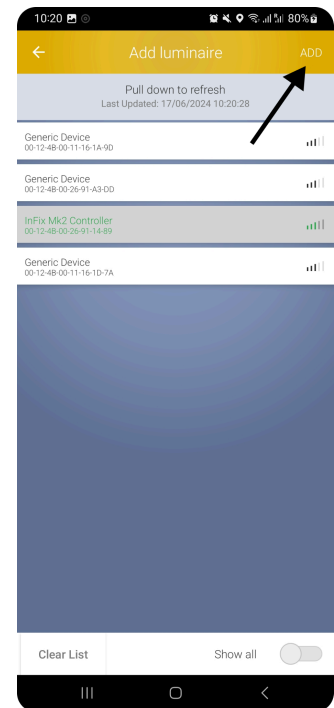 10:20 80%
Add luminaire ADD
Pull down to refresh
Last Updated: 17/06/2024 10:20:28
Generic Device
00-12-4B-00-11-16-1A-9D
Generic Device
00-12-4B-00-26-91-A3-DD
InFix Mk2 Controller
00-12-4B-00-26-91-14-89
Generic Device
00-12-4B-00-11-16-1D-7A
Clear List Show all